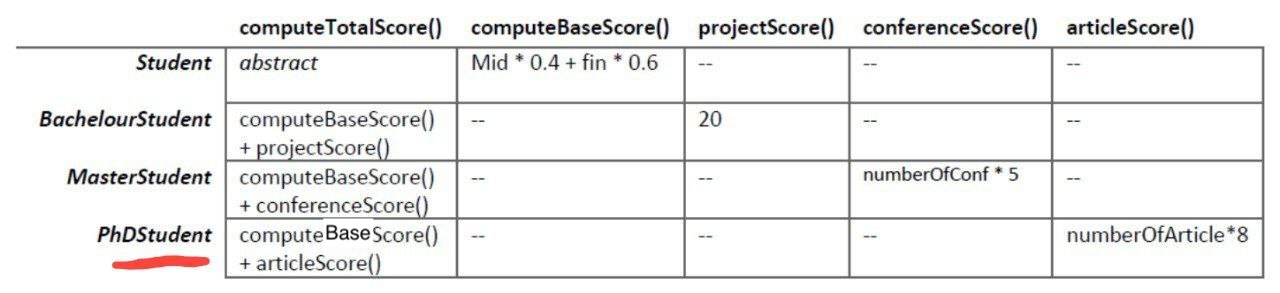 computeTotalScore() computeBaseScore() projectScore() conferenceScore() articleScore()
Student abstract Mid * 0.4 + fin * 0.6 -- -- --
BachelourStudent computeBaseScore() -- 20 -- --
+ projectScore()
MasterStudent computeBaseScore() -- -- numberOfConf * 5 --
+ conferenceScore()
PhDStudent computeBaseScore() -- -- -- numberOfArticle*8
+ articleScore()